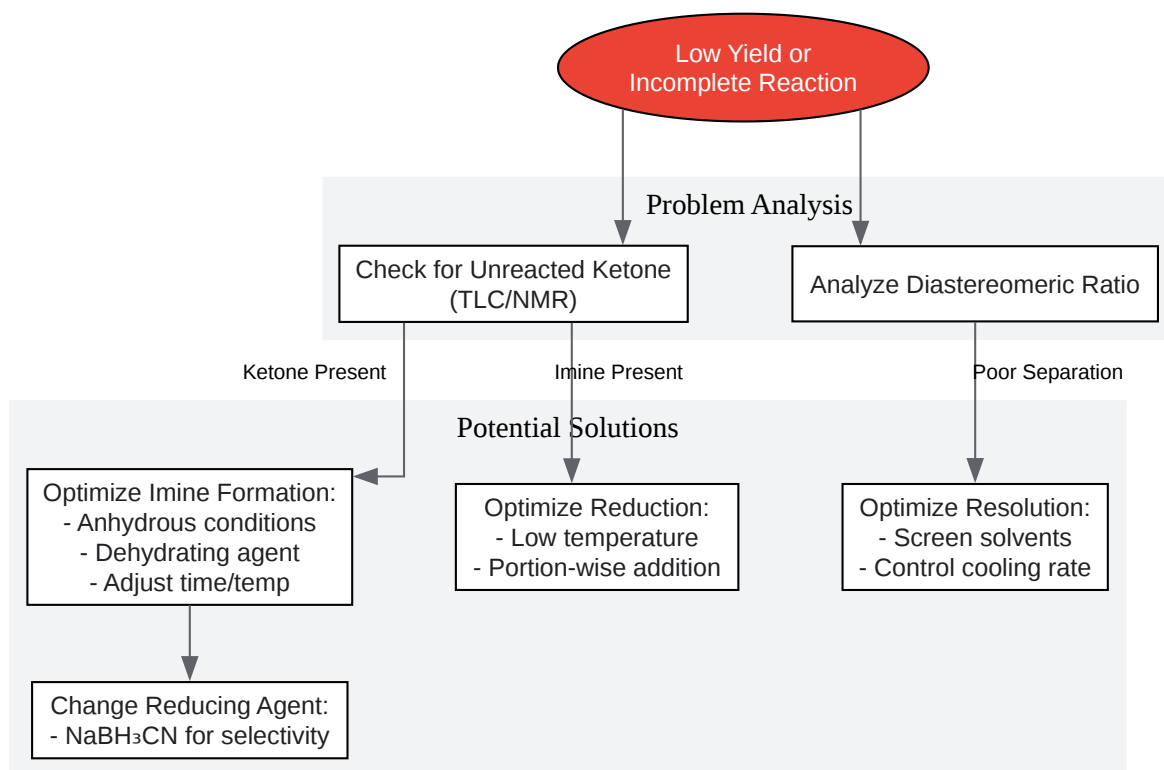 Low Yield or
Incomplete Reaction
Problem Analysis
Check for Unreacted Ketone
(TLC/NMR)
Analyze Diastereomeric Ratio
Ketone Present
Imine Present
Poor Separation
Potential Solutions
Optimize Imine Formation:
- Anhydrous conditions
- Dehydrating agent
- Adjust time/temp
Optimize Reduction:
- Low temperature
- Portion-wise addition
Optimize Resolution:
- Screen solvents
- Control cooling rate
Change Reducing Agent:
- NaBH₃CN for selectivity